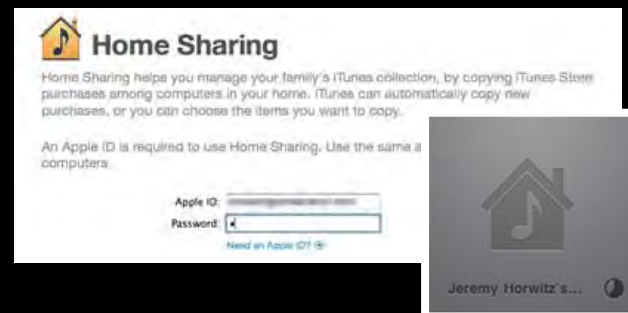 Home Sharing
Home Sharing helps you manage your family's iTunes collection, by copying iTunes Store
purchases among computers in your home. iTunes can automatically copy new
purchases, or you can choose the items you want to copy.
An Apple ID is required to use Home Sharing. Use the same a
computers.
Apple ID:
Password:
Need an Apple ID?
Jeremy Horwitz's...